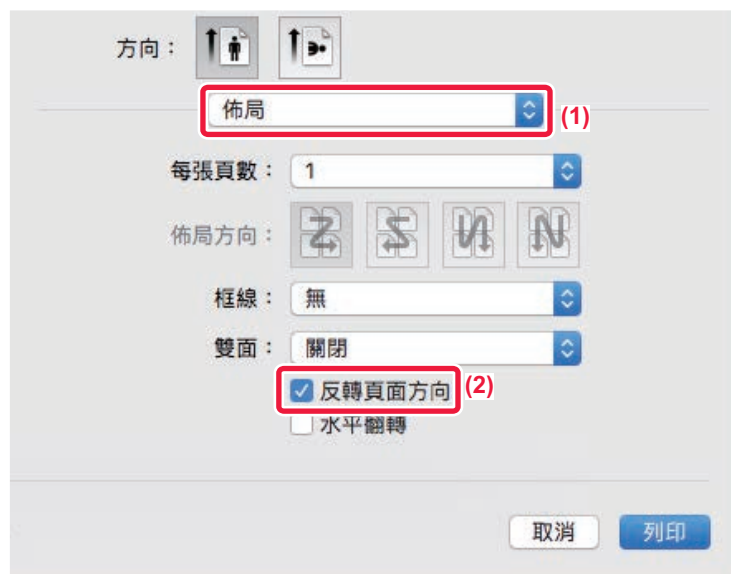 方向：
佈局 (1)
每張頁數： 1
佈局方向：
框線： 無
雙面： 關閉
反轉頁面方向 (2)
水平翻轉
取消 列印